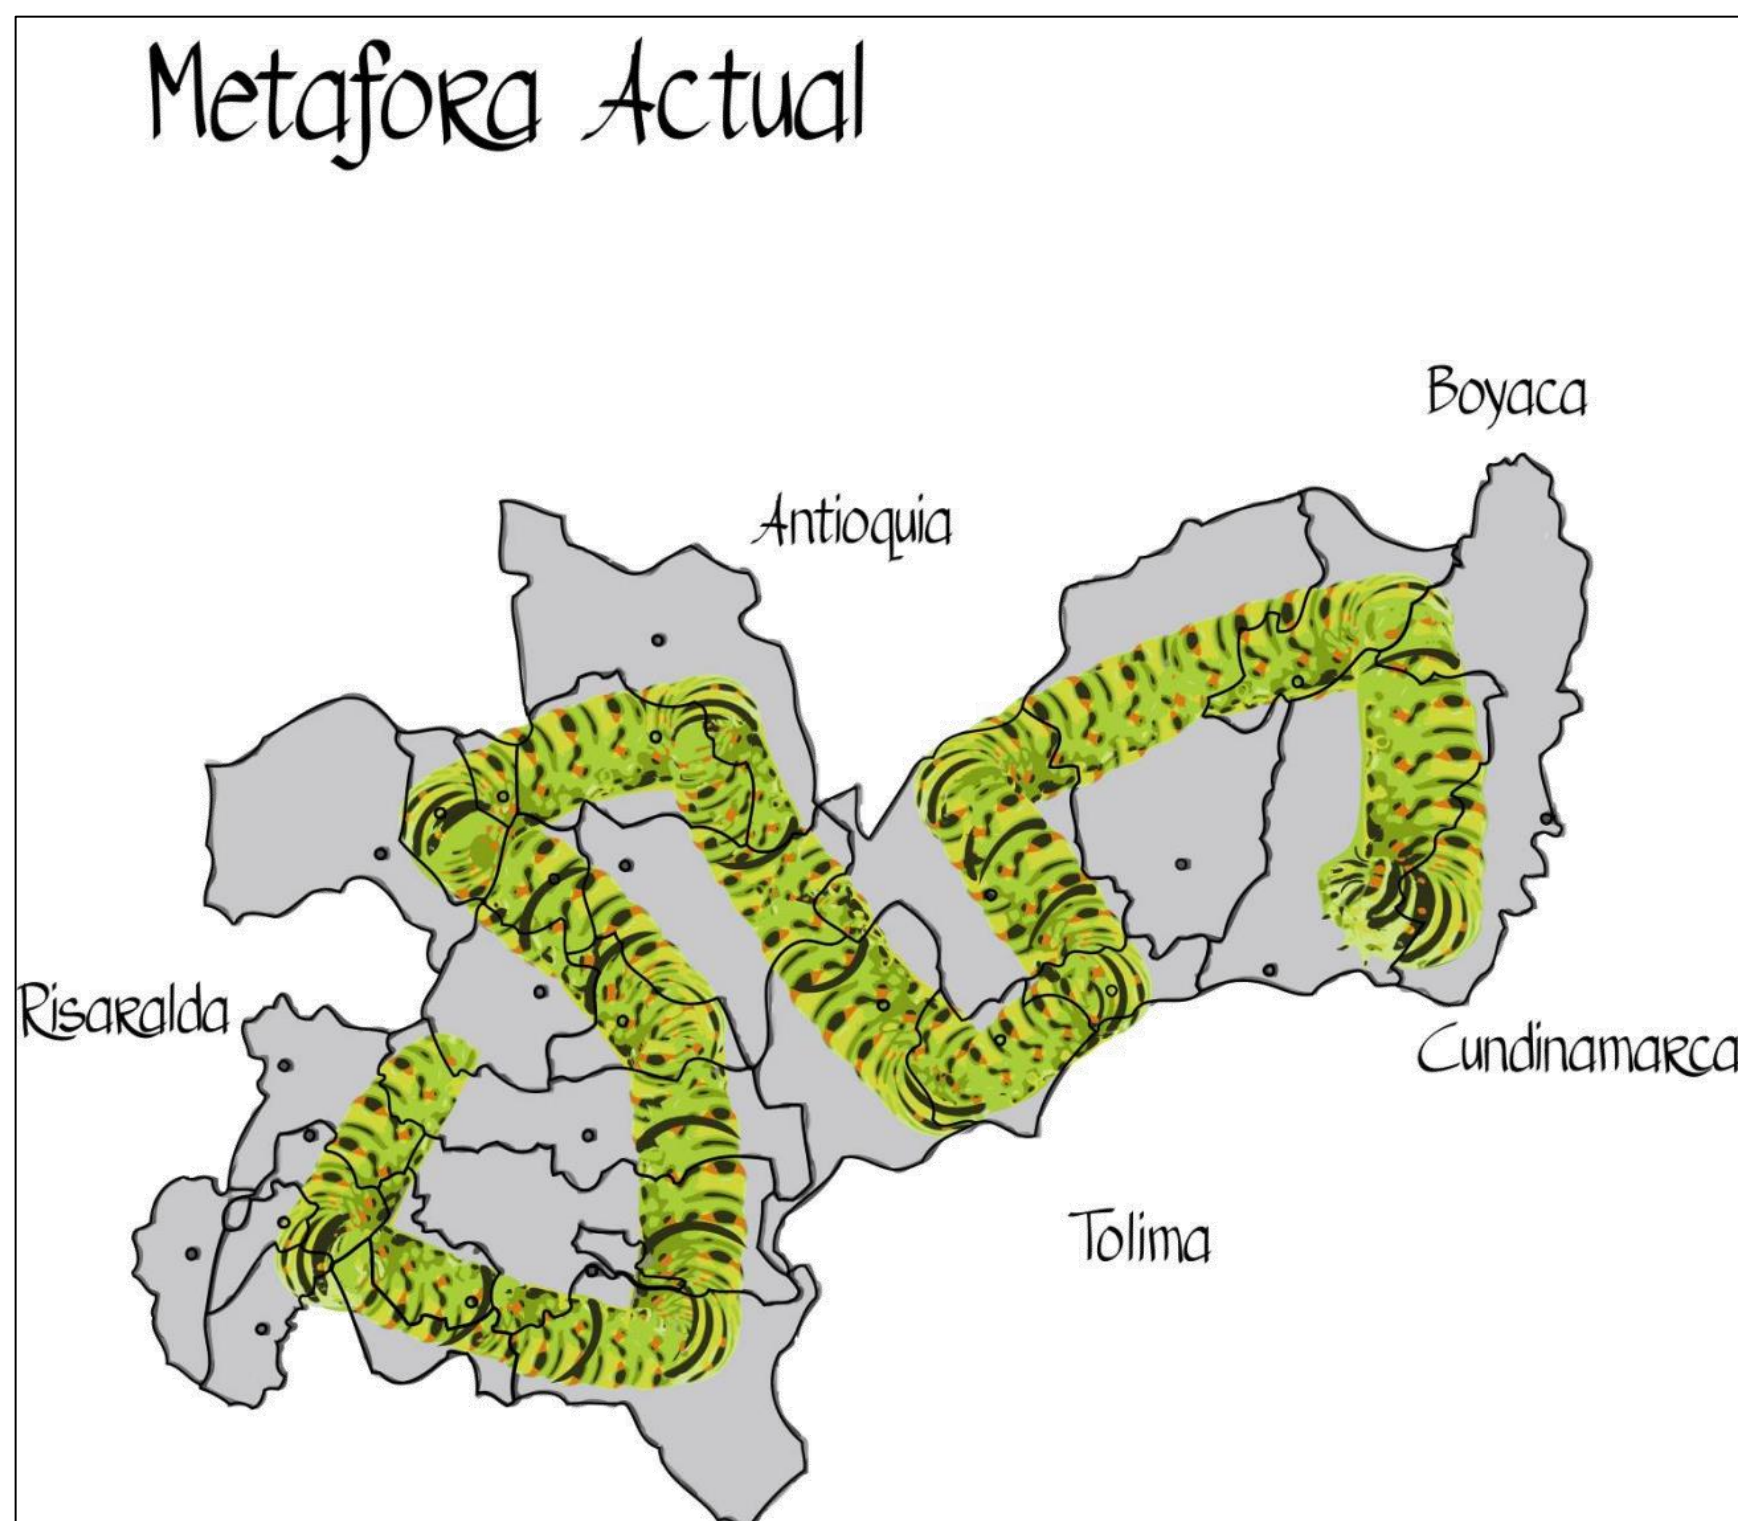 Metafora Actual
Boyaca
Antioquia
Risaralda
Cundinamarca
Tolima